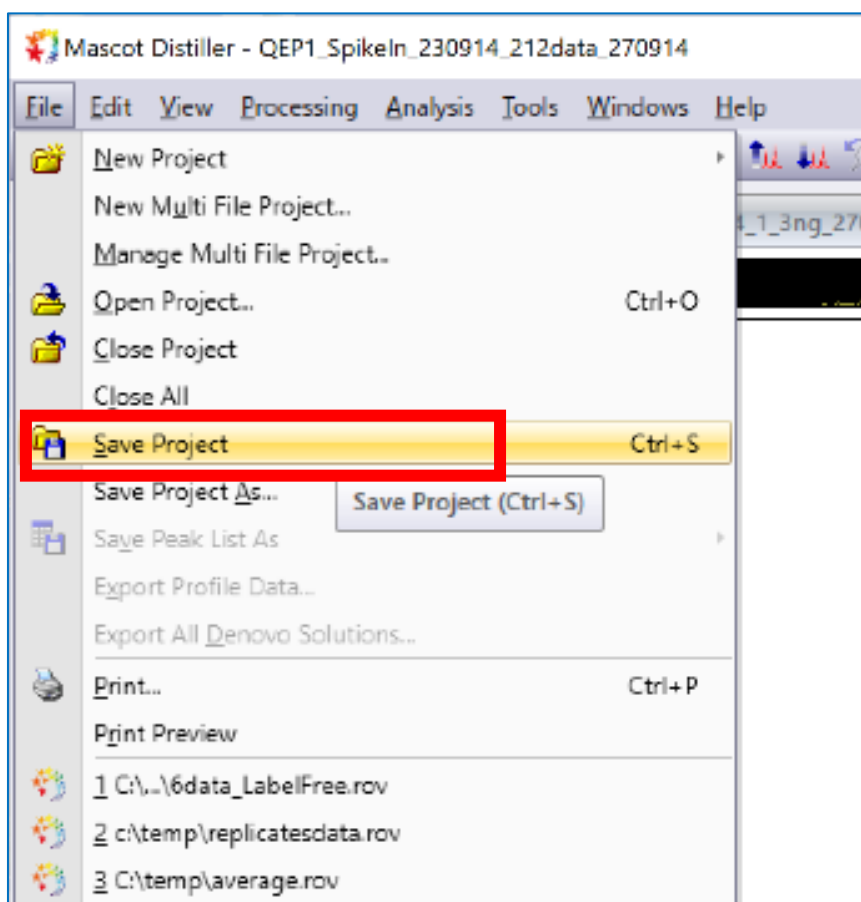 Mascot Distiller - QEP1_SpikeIn_230914_212data_270914
File Edit View Processing Analysis Tools Windows Help
New Project
New Multi File Project...
4_1_3ng_27
Manage Multi File Project...
Open Project... Ctrl+O
Close Project
Close All
Save Project Ctrl+S
Save Project As...
Save Project (Ctrl+S)
Save Peak List As
Export Profile Data...
Export All Denovo Solutions...
Print... Ctrl+P
Print Preview
1 C:\...\6data_LabelFree.rov
2 c:\temp\replicatesdata.rov
3 C:\temp\average.rov